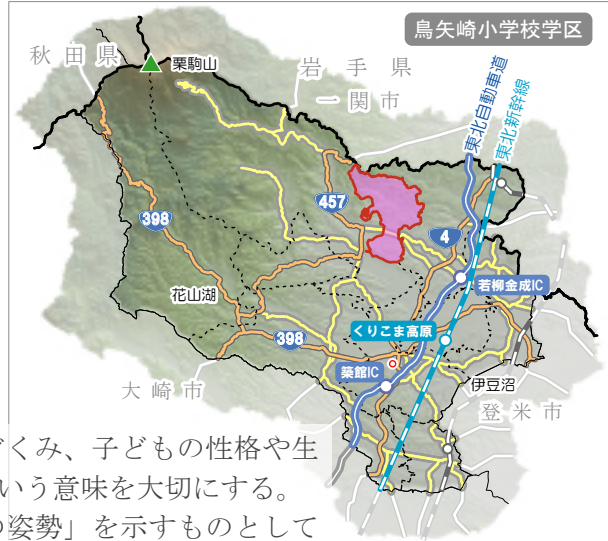 鳥矢崎小学校学区
秋田県
栗駒山
岩手県
一関市
東北自動車道
東北新幹線
457
398
4
花山湖
若柳金成IC
くりこま高原
398
築館IC
伊豆沼
大崎市
登米市
ぐくみ、子どもの性格や生
いう意味を大切にする。
の姿勢」を示すものとして